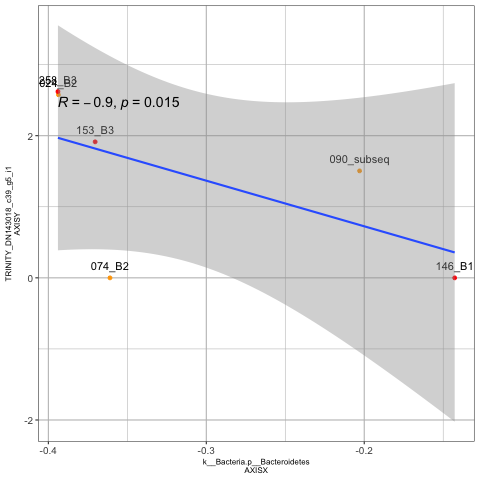 258_B3
024_B2
R = −0.9, p = 0.015
153_B3
090_subseq
074_B2
146_B1
2
0
-2
-0.4
-0.3
-0.2
TRINITY_DN143018_c39_g5_i1
AXISY
k__Bacteria.p__Bacteroidetes
AXISX